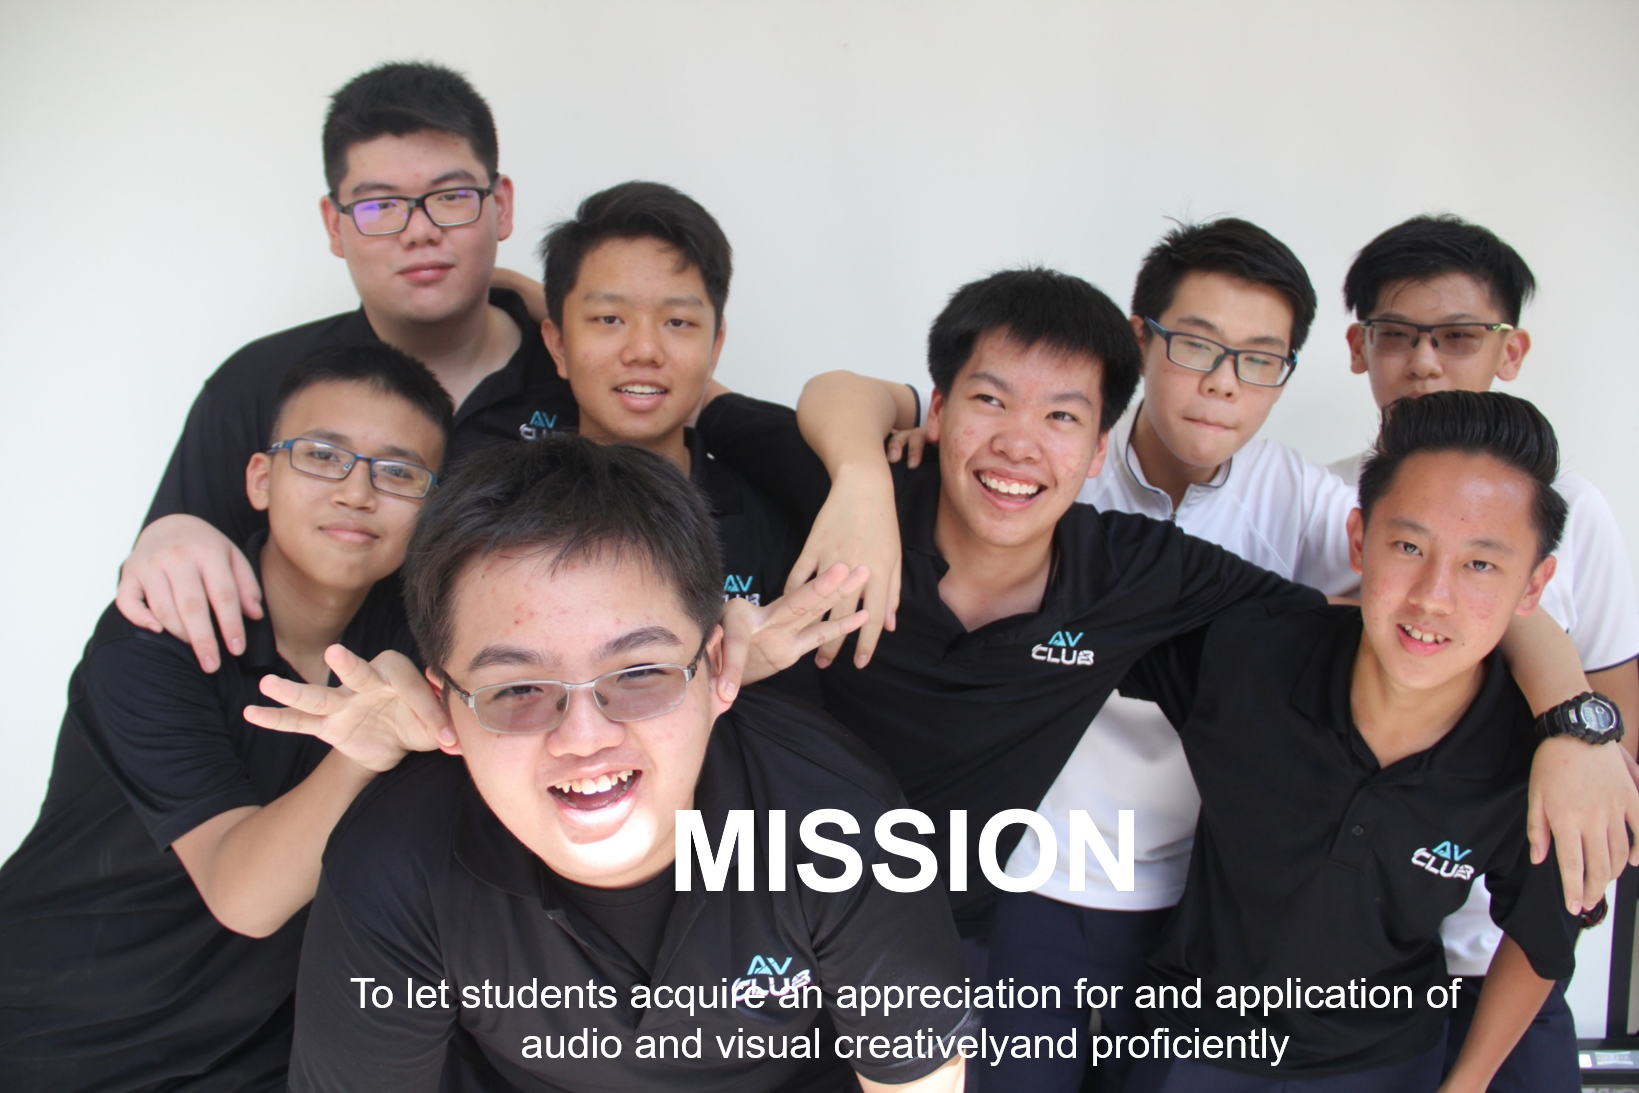 AV
CLUB
AV
CLUB
AV
CLUB
AV
CLUB
MISSION
AV
CLUB
To let students acquire an appreciation for and application of
audio and visual creativelyand proficiently